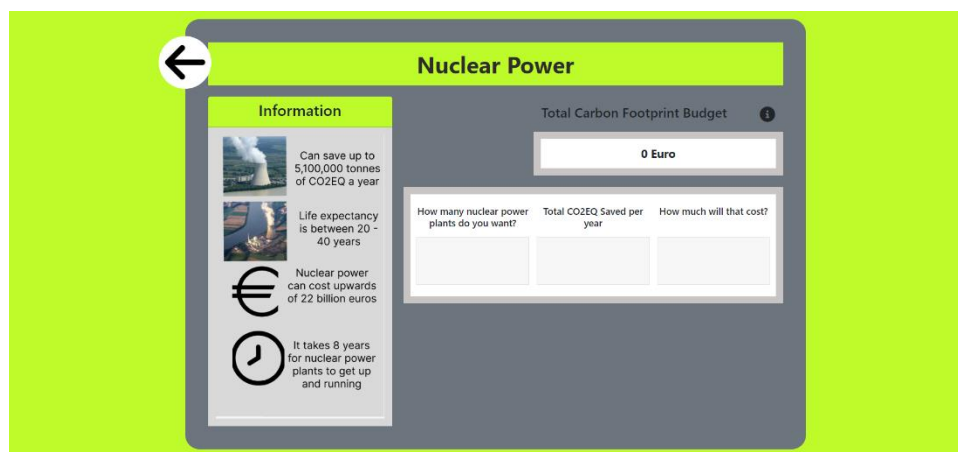 Nuclear Power
Information
Can save up to
5,100,000 tonnes
of CO2EQ a year
Life expectancy
is between 20 -
40 years
Nuclear power
can cost upwards
of 22 billion euros
It takes 8 years
for nuclear power
plants to get up
and running
Total Carbon Footprint Budget
0 Euro
How many nuclear power
plants do you want?
Total CO2EQ Saved per
year
How much will that cost?